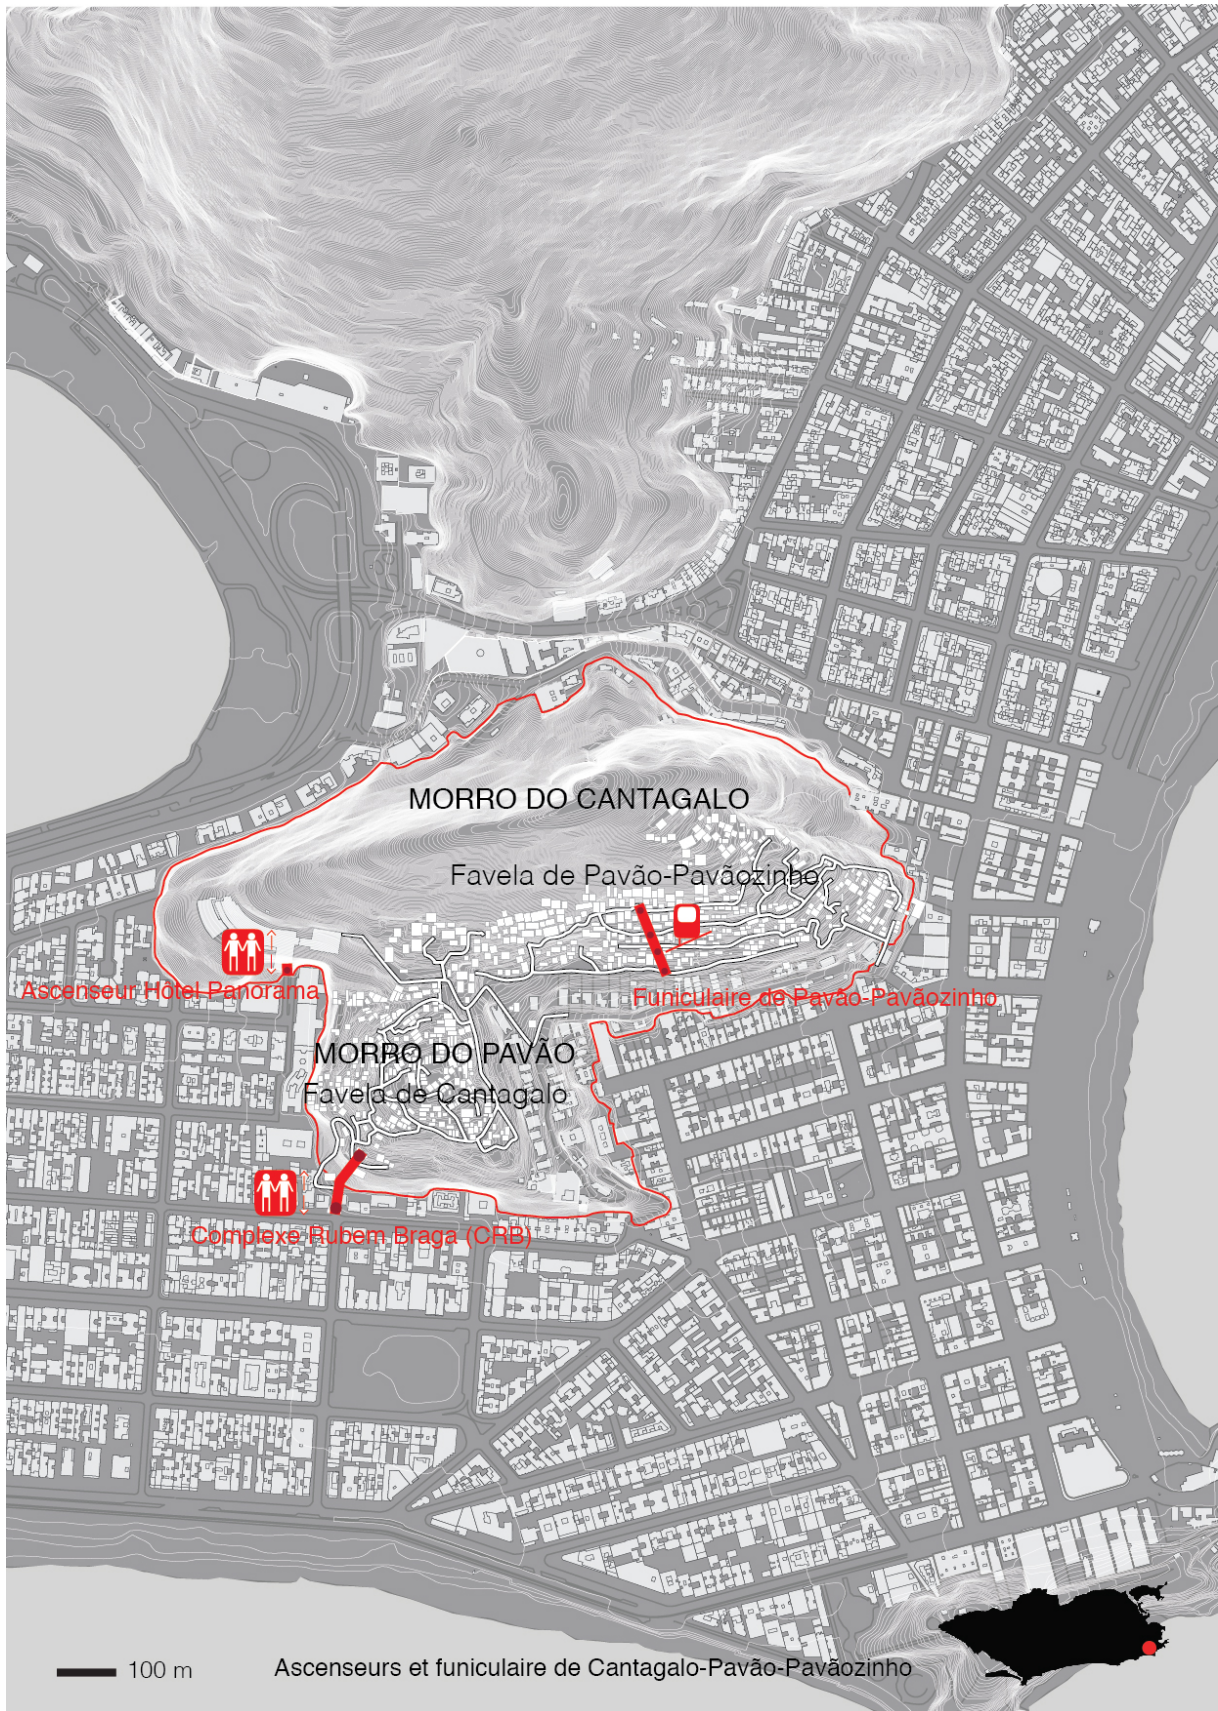 MORRO DO CANTAGALO
Favela de Pavão-Pavãozinho
Ascenseur Hôtel Panorama
Funiculaire de Pavão-Pavãozinho
MORRO DO PAVÃO
Favela de Cantagalo
Complexe Rubem Braga (CRB)
100 m
Ascenseurs et funiculaire de Cantagalo-Pavão-Pavãozinho